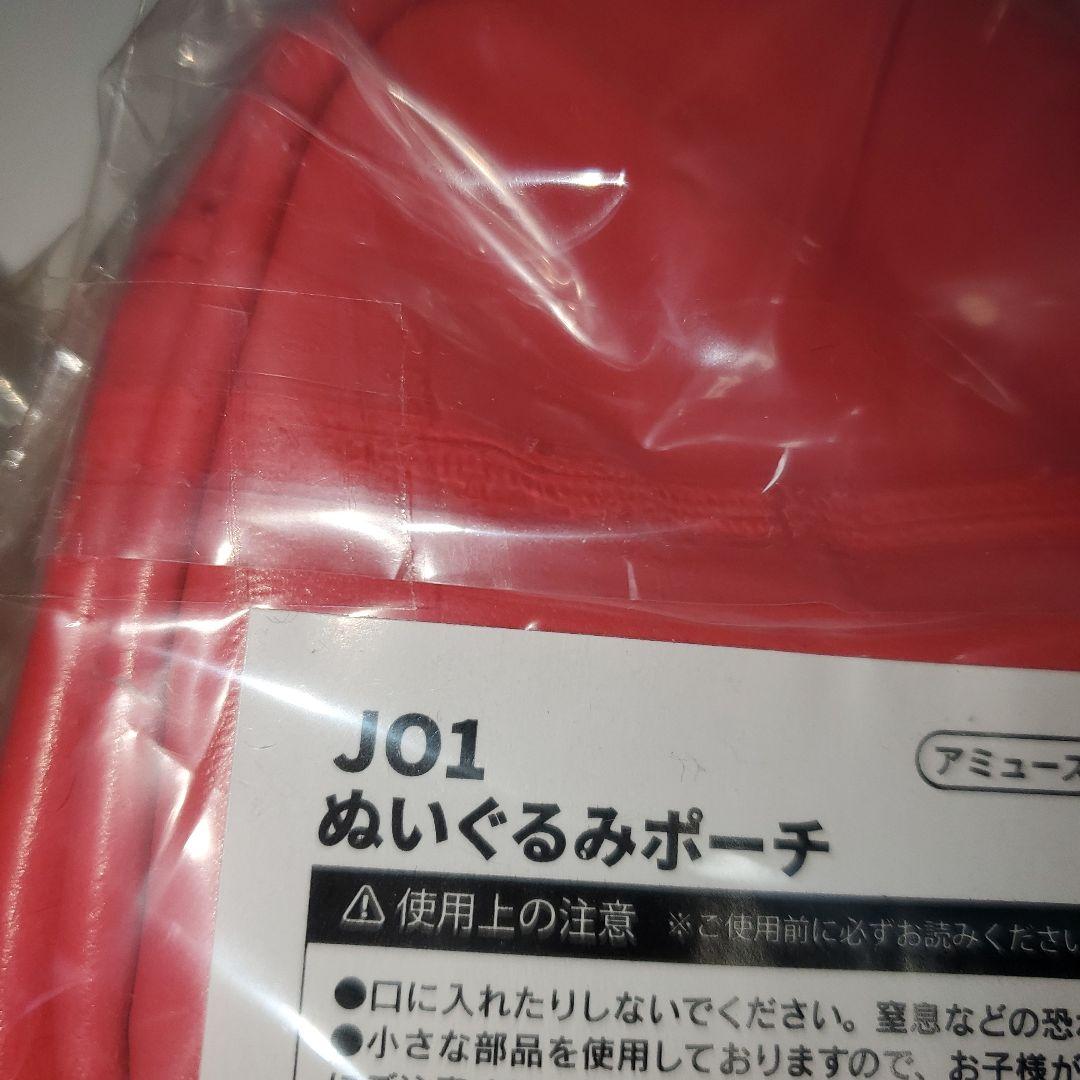 JO1
アミューズ
ぬいぐるみポーチ
⚠使用上の注意 ※ご使用前に必ずお読みください
●口に入れたりしないでください。窒息などの恐
●小さな部品を使用しておりますので、お子様が